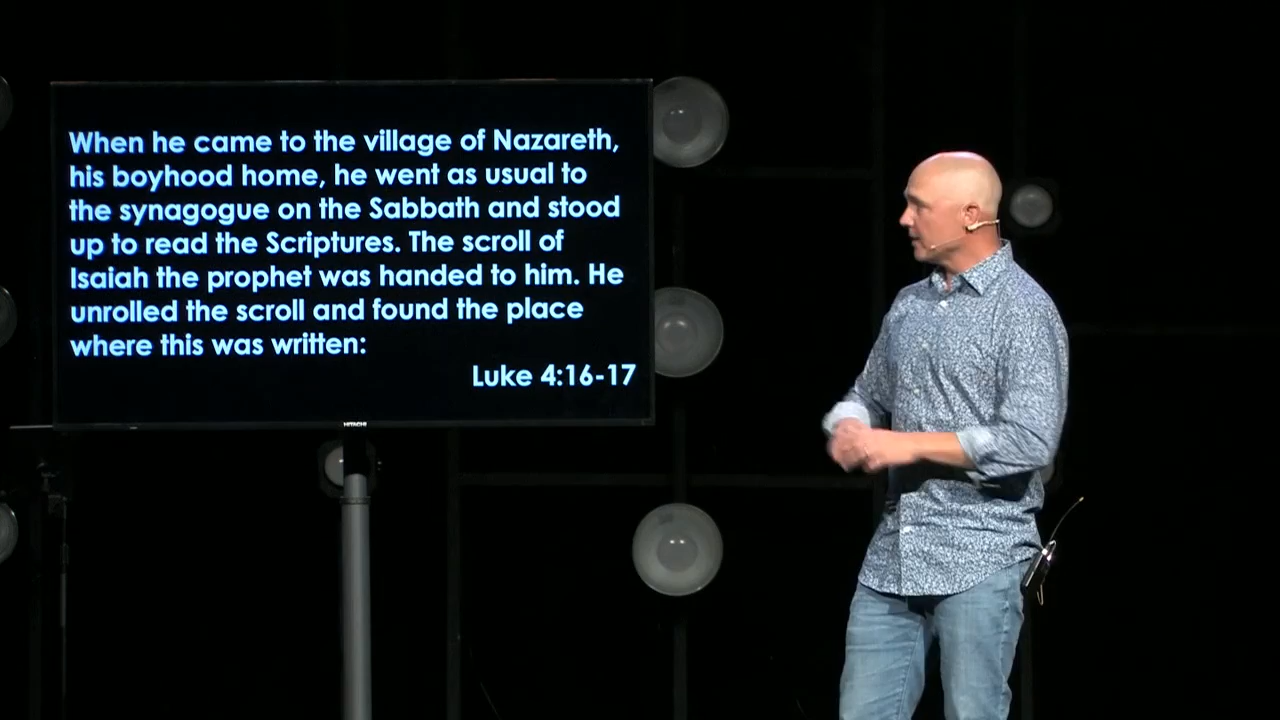 When he came to the village of Nazareth,
his boyhood home, he went as usual to
the synagogue on the Sabbath and stood
up to read the Scriptures. The scroll of
Isaiah the prophet was handed to him. He
unrolled the scroll and found the place
where this was written:
Luke 4:16-17
HITACHI